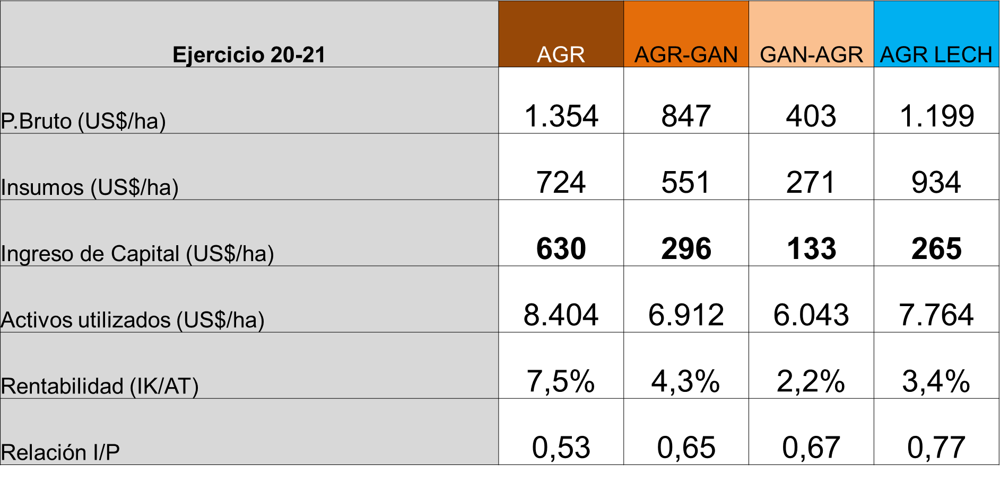 Ejercicio 20-21 AGR AGR-GAN GAN-AGR AGR LECH
P.Bruto (US$/ha) 1.354 847 403 1.199
Insumos (US$/ha) 724 551 271 934
Ingreso de Capital (US$/ha) 630 296 133 265
Activos utilizados (US$/ha) 8.404 6.912 6.043 7.764
Rentabilidad (IK/AT) 7,5% 4,3% 2,2% 3,4%
Relación I/P 0,53 0,65 0,67 0,77